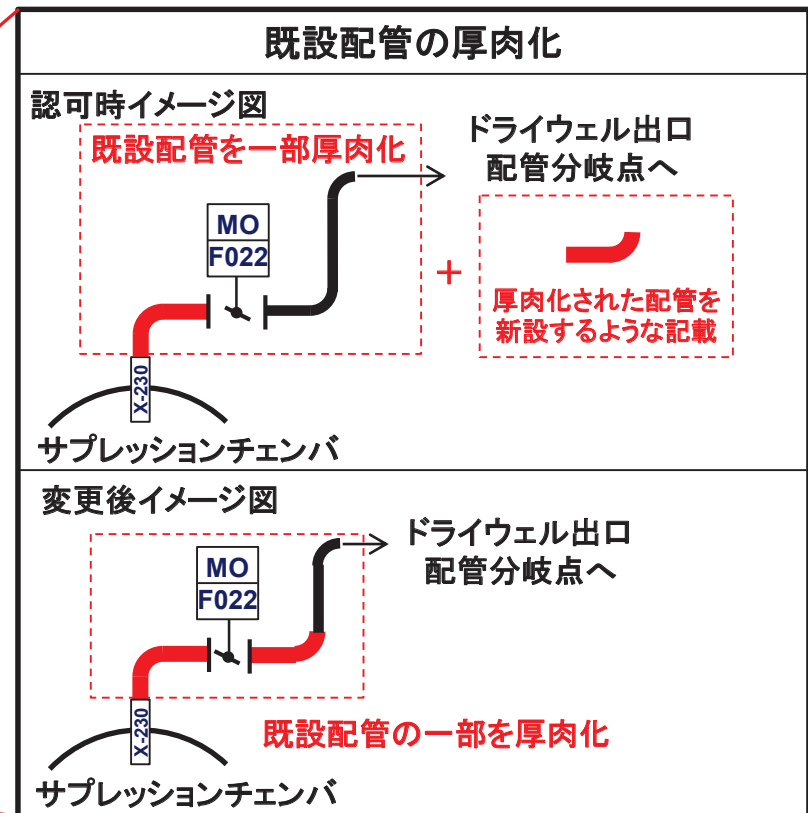 既設配管の厚肉化
認可時イメージ図
既設配管を一部厚肉化
ドライウェル出口
配管分岐点へ
MO
F022
+
厚肉化された配管を
新設するような記載
X-230
サプレッションチェンバ
変更後イメージ図
ドライウェル出口
配管分岐点へ
MO
F022
X-230
既設配管の一部を厚肉化
サプレッションチェンバ